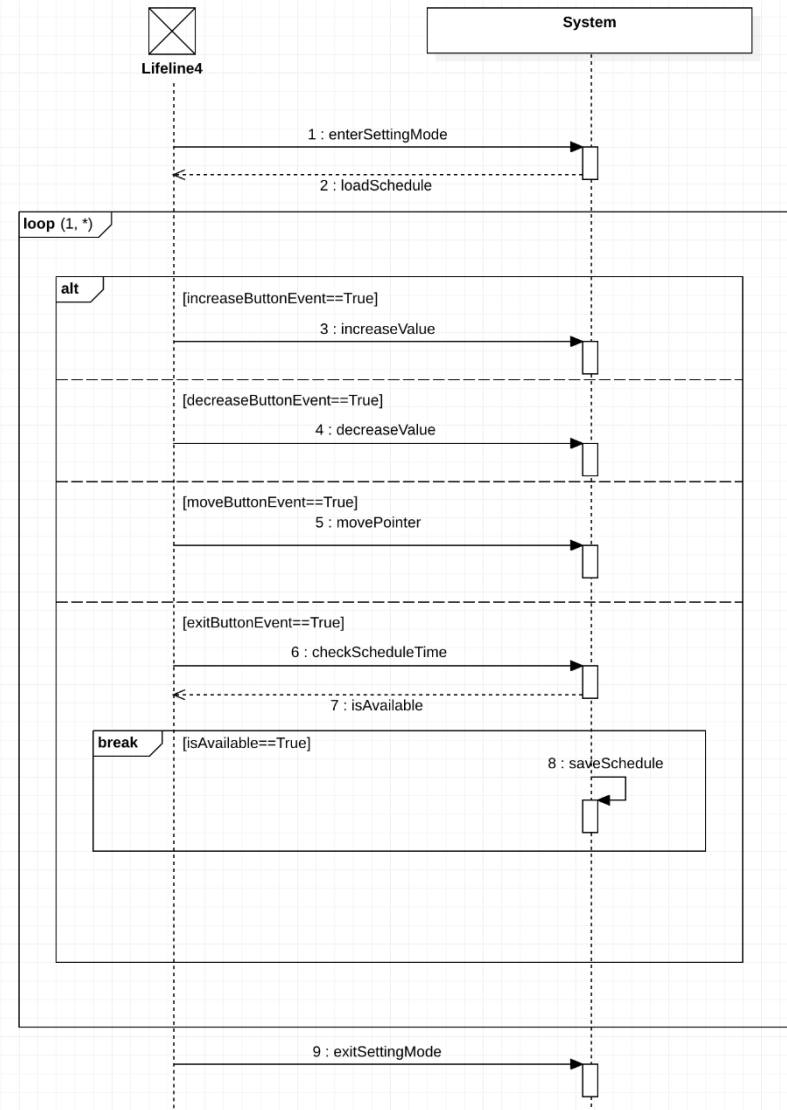 System
Lifeline4
1 : enterSettingMode
2 : loadSchedule
loop (1, *)
alt
[increaseButtonEvent==True]
3 : increaseValue
[decreaseButtonEvent==True]
4 : decreaseValue
[moveButtonEvent==True]
5 : movePointer
[exitButtonEvent==True]
6 : checkScheduleTime
7 : isAvailable
break [isAvailable==True]
8 : saveSchedule
9 : exitSettingMode